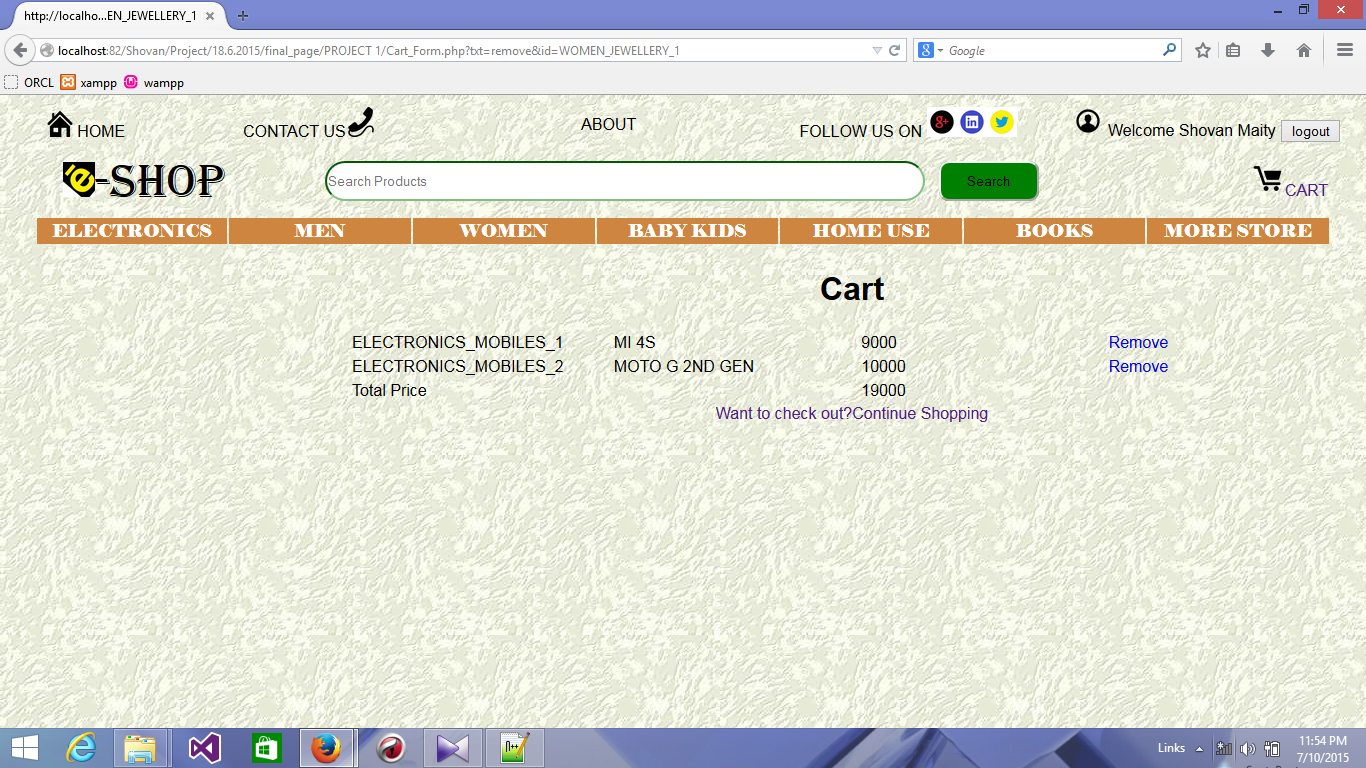 http://localho...EN_JEWELLERY_1
localhost:82/Shovan/Project/18.6.2015/final_page/PROJECT 1/Cart_Form.php?txt=remove&id=WOMEN_JEWELLERY_1
Google
ORCL xampp wampp
HOME CONTACT US ABOUT FOLLOW US ON g+ in Welcome Shovan Maity logout
e-SHOP Search Products Search CART
ELECTRONICS MEN WOMEN BABY KIDS HOME USE BOOKS MORE STORE
Cart
ELECTRONICS_MOBILES_1 MI 4S 9000 Remove
ELECTRONICS_MOBILES_2 MOTO G 2ND GEN 10000 Remove
Total Price 19000
Want to check out?Continue Shopping
Links 11:54 PM
7/10/2015